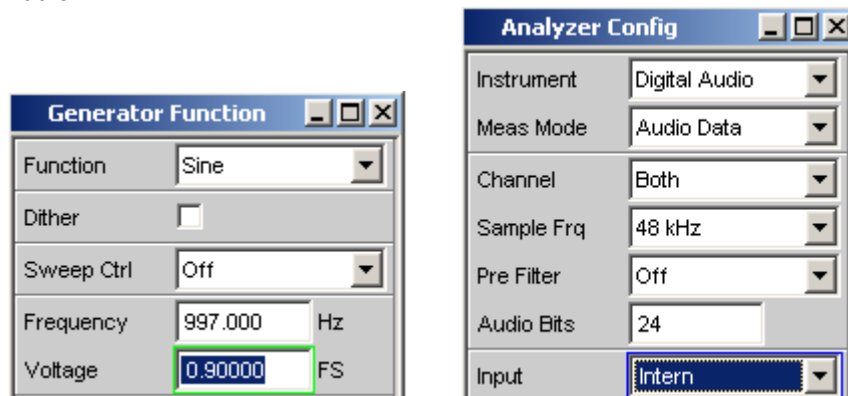 Generator Function
Function Sine
Dither
Sweep Ctrl Off
Frequency 997.000 Hz
Voltage 0.90000 FS
Analyzer Config
Instrument Digital Audio
Meas Mode Audio Data
Channel Both
Sample Frq 48 kHz
Pre Filter Off
Audio Bits 24
Input Intern